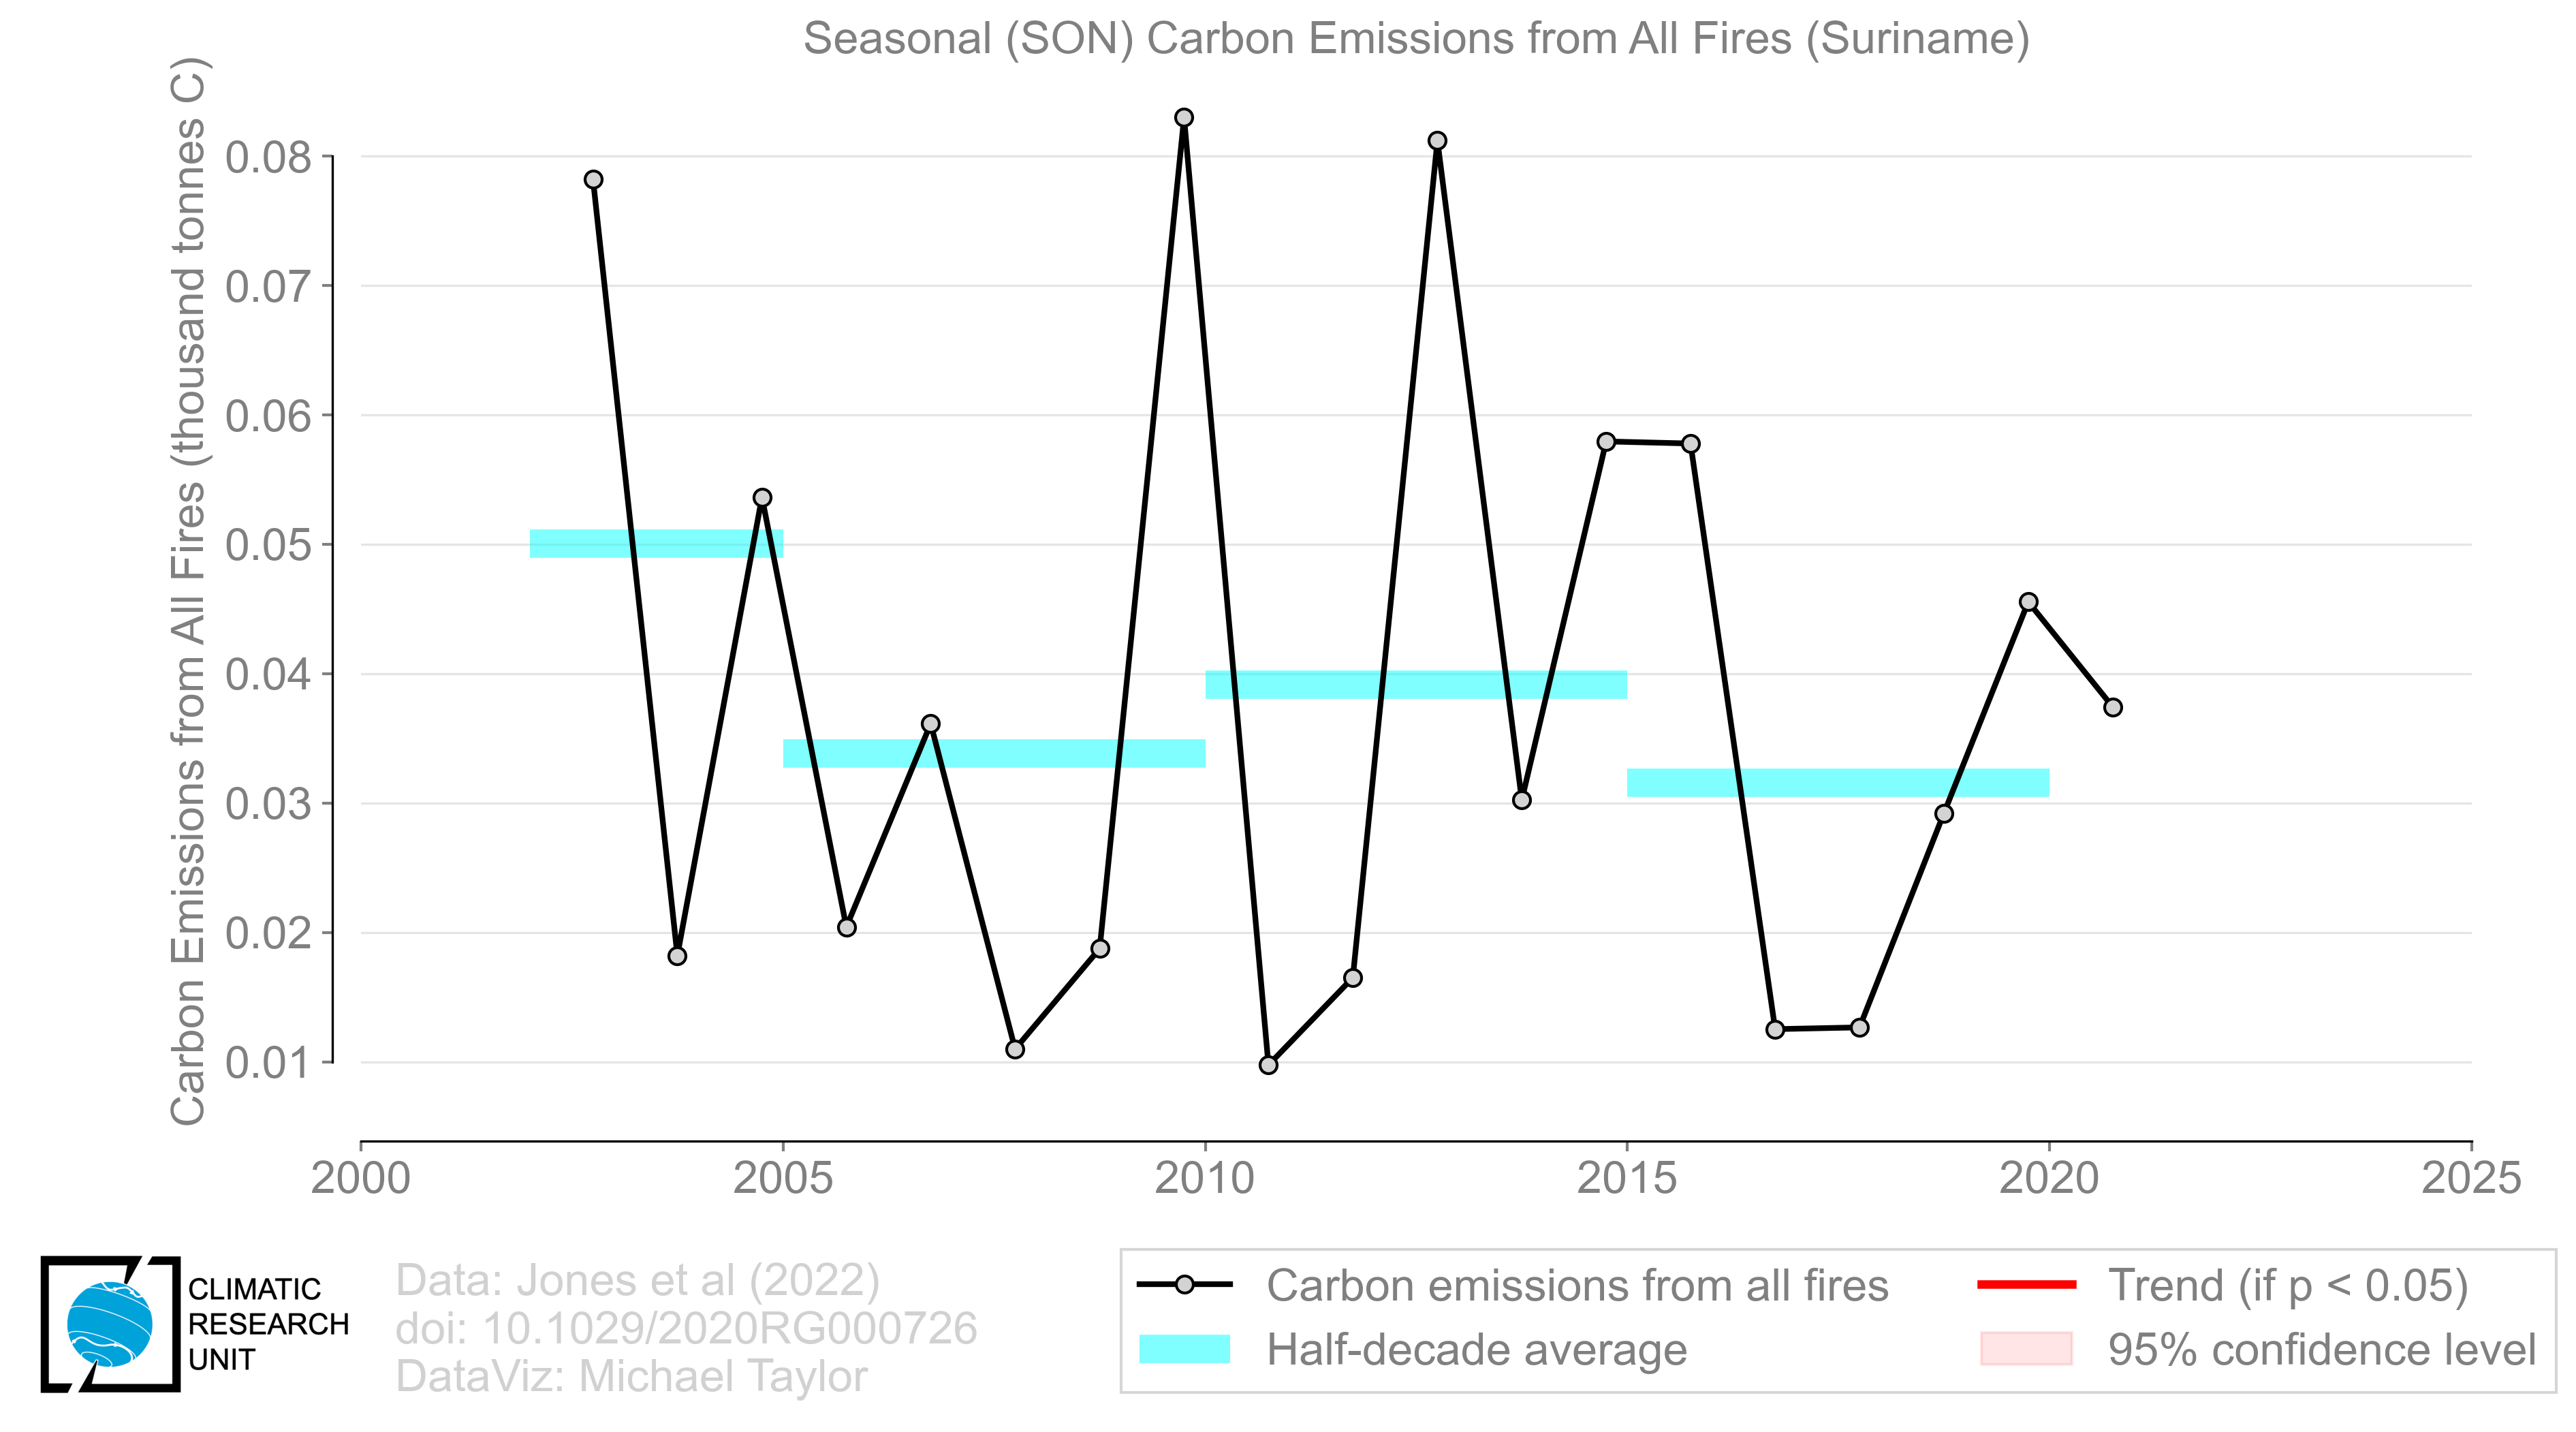 Seasonal (SON) Carbon Emissions from All Fires (Suriname)
Carbon Emissions from All Fires (thousand tonnes C)
0.08
0.07
0.06
0.05
0.04
0.03
0.02
0.01
2000
2005
2010
2015
2020
2025
CLIMATIC
RESEARCH
UNIT
Data: Jones et al (2022)
doi: 10.1029/2020RG000726
DataViz: Michael Taylor
Carbon emissions from all fires
Half-decade average
Trend (if p < 0.05)
95% confidence level